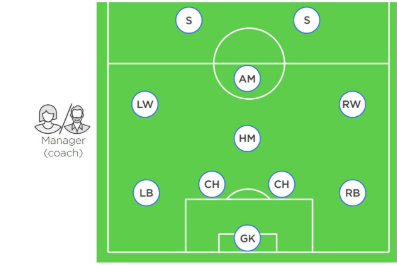 S S
AM
LW RW
Manager
(coach)
HM
CH CH
LB RB
GK